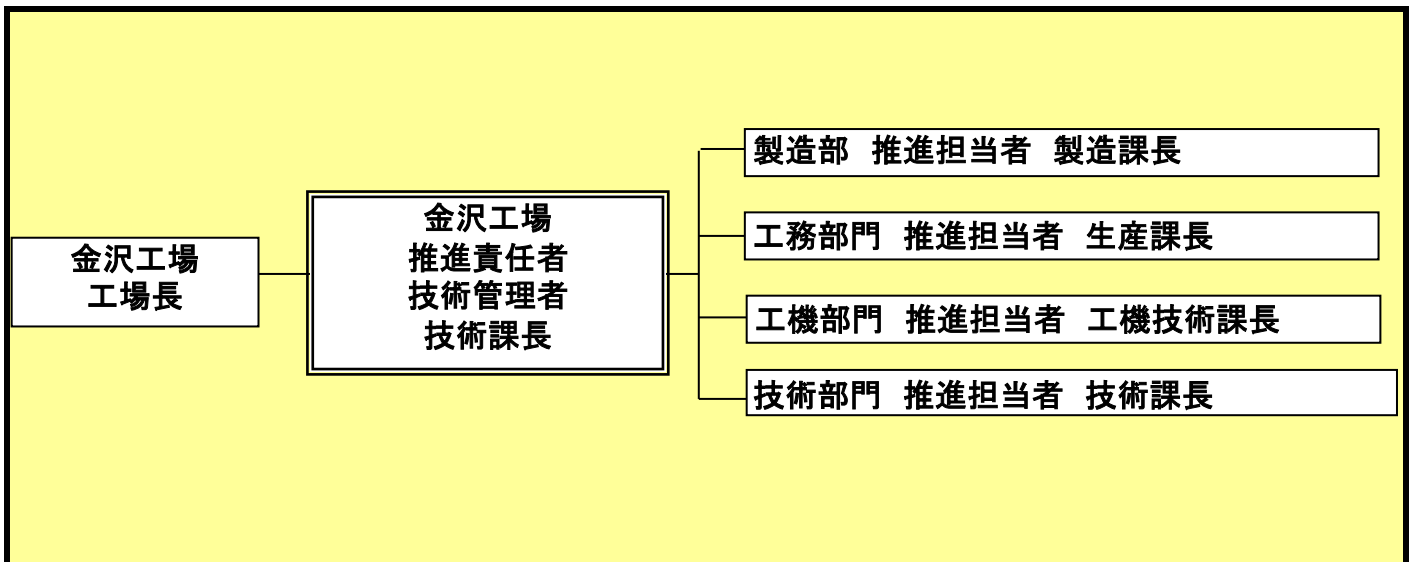 金沢工場
工場長
金沢工場
推進責任者
技術管理者
技術課長
製造部　推進担当者　製造課長
工務部門　推進担当者　生産課長
工機部門　推進担当者　工機技術課長
技術部門　推進担当者　技術課長